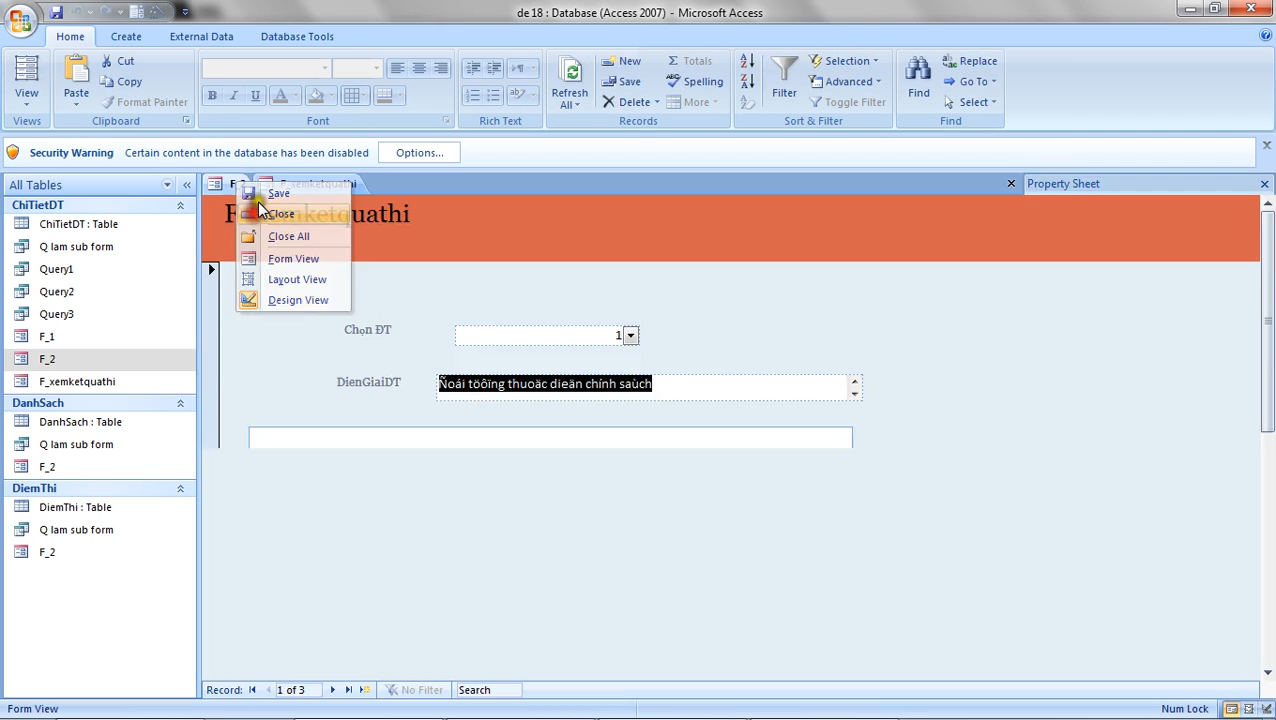 de 18 : Database (Access 2007) - Microsoft Access
Home Create External Data Database Tools
Cut
Copy
Format Painter
View Paste
Views Clipboard
B I U A
Font
Rich Text
Refresh All
New Totals
Save Spelling
Delete More
Records
Filter
Selection
Advanced
Toggle Filter
Sort & Filter
Find
Replace
Go To
Select
Find
Security Warning Certain content in the database has been disabled Options...
All Tables
ChiTietDT
ChiTietDT : Table
Q lam sub form
Query1
Query2
Query3
F_1
F_2
F_xemketquathi
DanhSach
DanhSach : Table
Q lam sub form
F_2
DiemThi
DiemThi : Table
Q lam sub form
F_2
F_xemketquathi
Property Sheet
Save
Close
Close All
Form View
Layout View
Design View
Chọn ĐT 1
DienGiaiDT Ñoái töôïng thuoäc dieän chính saùch
Record: 1 of 3 No Filter Search
Form View Num Lock